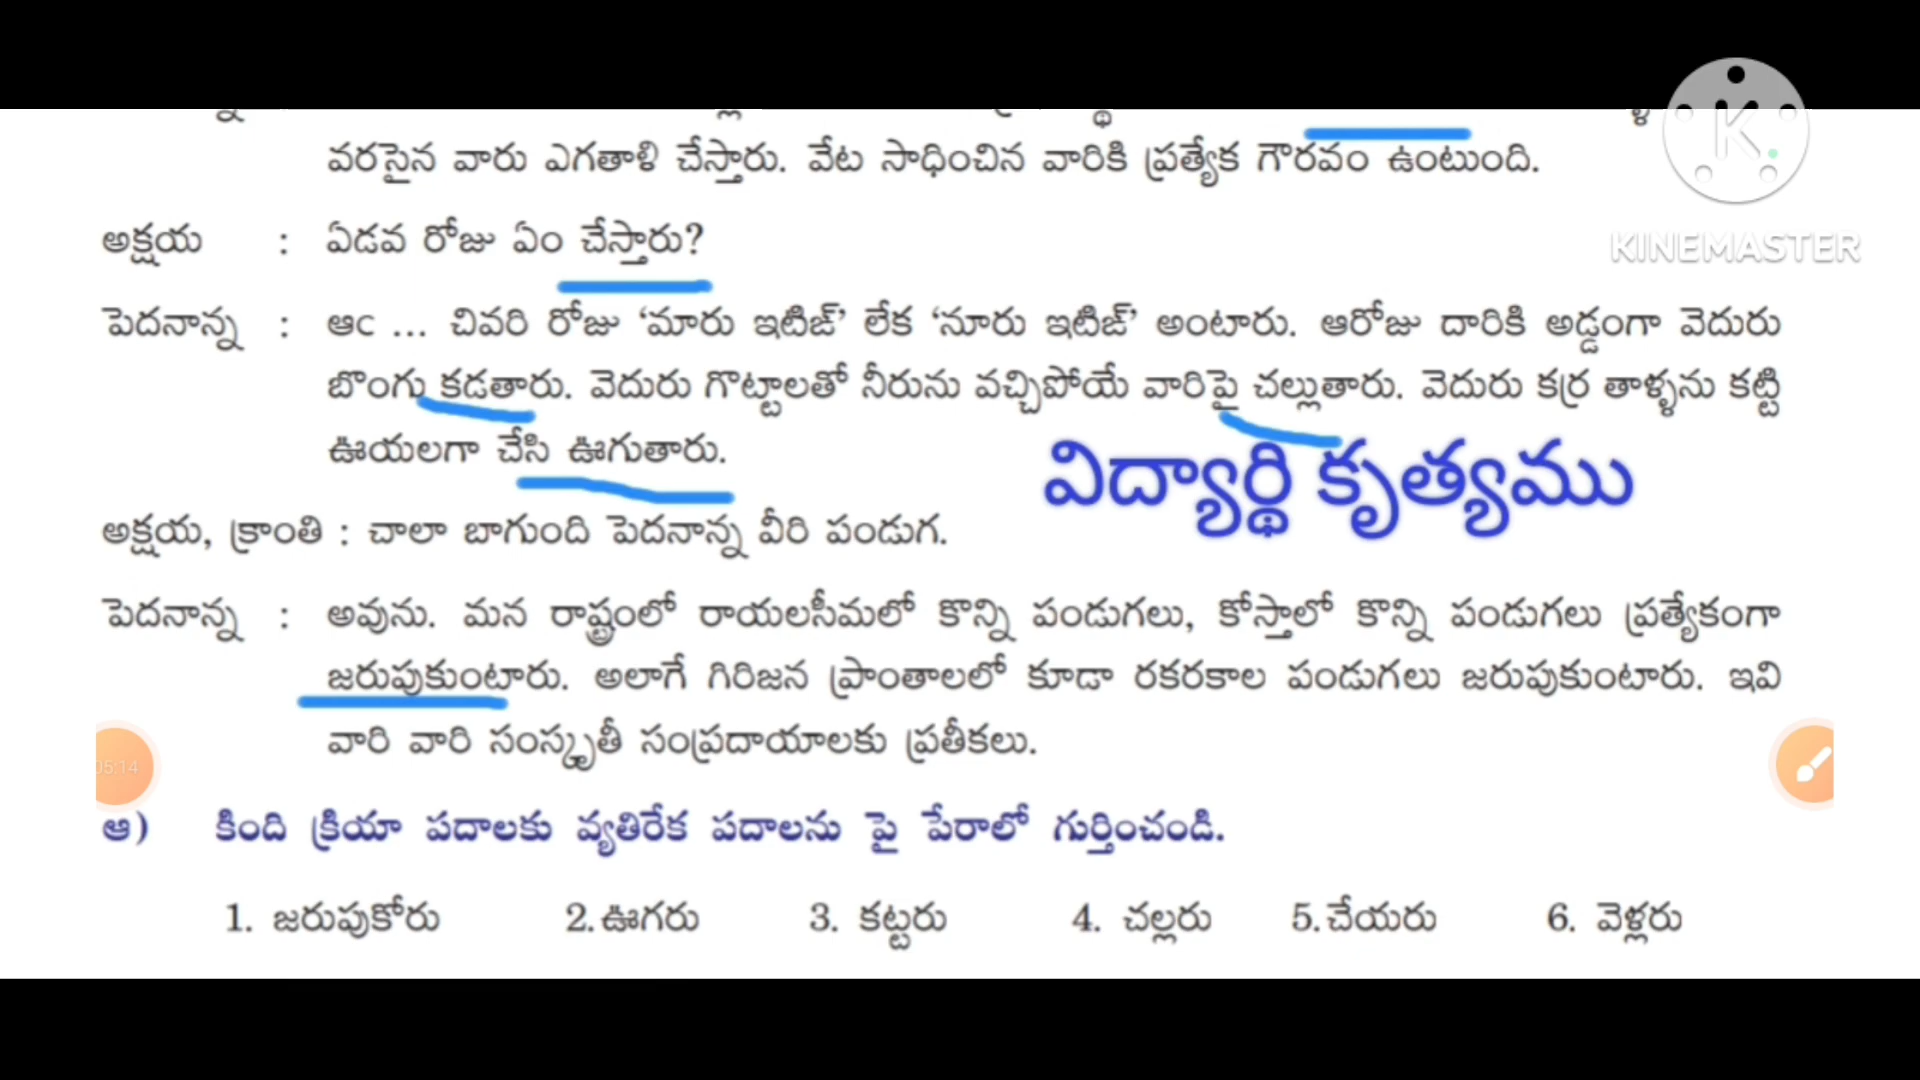 వరసైన వారు ఎగతాళి చేస్తారు. వేట సాధించిన వారికి ప్రత్యేక గౌరవం ఉంటుంది.
KINEMASTER
అక్షయ : ఏడవ రోజు ఏం చేస్తారు?
పెదనాన్న : ఆఁ ... చివరి రోజు ‘మారు ఇటిఙ్’ లేక ‘నూరు ఇటిఙ్’ అంటారు. ఆరోజు దారికి అడ్డంగా వెదురు
బొంగు కడతారు. వెదురు గొట్టాలతో నీరును వచ్చిపోయే వారిపై చల్లుతారు. వెదురు కర్ర తాళ్ళను కట్టి
ఊయలగా చేసి ఊగుతారు.
విద్యార్థి కృత్యము
అక్షయ, క్రాంతి : చాలా బాగుంది పెదనాన్న వీరి పండుగ.
పెదనాన్న : అవును. మన రాష్ట్రంలో రాయలసీమలో కొన్ని పండుగలు, కోస్తాలో కొన్ని పండుగలు ప్రత్యేకంగా
జరుపుకుంటారు. అలాగే గిరిజన ప్రాంతాలలో కూడా రకరకాల పండుగలు జరుపుకుంటారు. ఇవి
వారి వారి సంస్కృతీ సంప్రదాయాలకు ప్రతీకలు.
05:14
ఆ) కింది క్రియా పదాలకు వ్యతిరేక పదాలను పై పేరాలో గుర్తించండి.
1. జరుపుకోరు 2. ఊగరు 3. కట్టరు 4. చల్లరు 5. చేయరు 6. వెళ్లరు